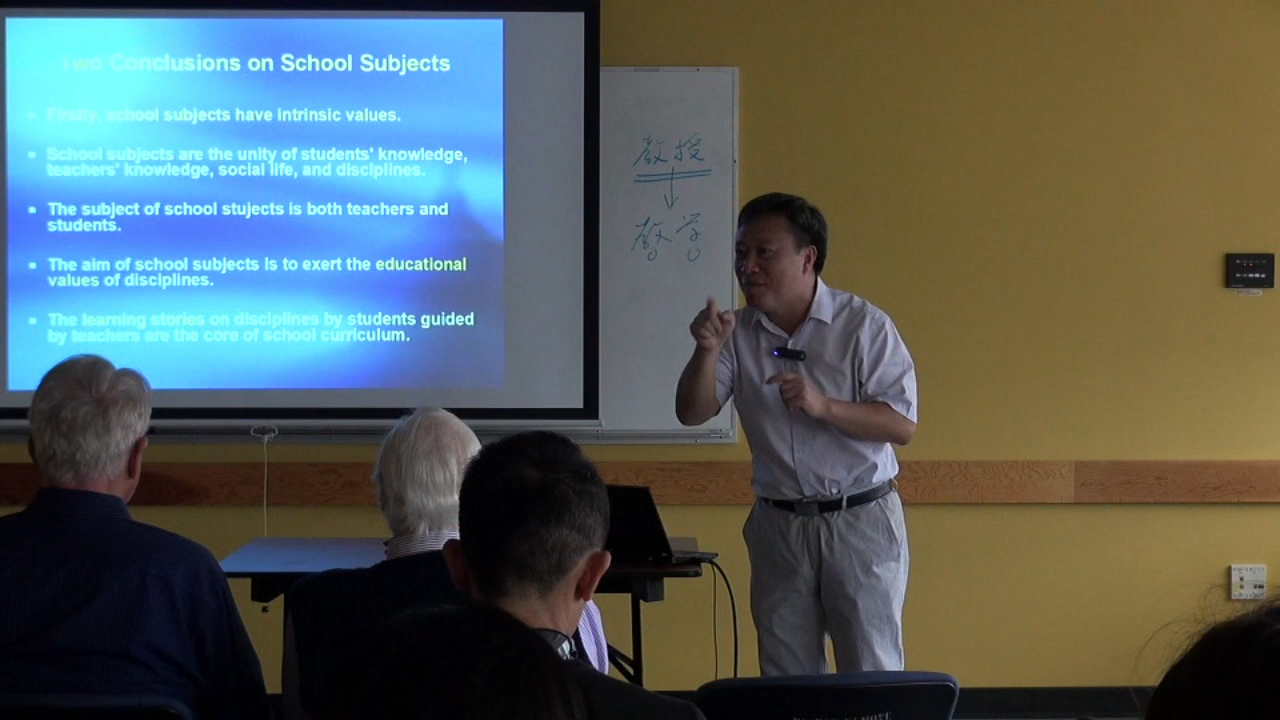 Two Conclusions on School Subjects
Firstly, school subjects have intrinsic values.
School subjects are the unity of students' knowledge,
teachers' knowledge, social life, and disciplines.
The subject of school stujects is both teachers and
students.
The aim of school subjects is to exert the educational
values of disciplines.
The learning stories on disciplines by students guided
by teachers are the core of school curriculum.
教授
教学